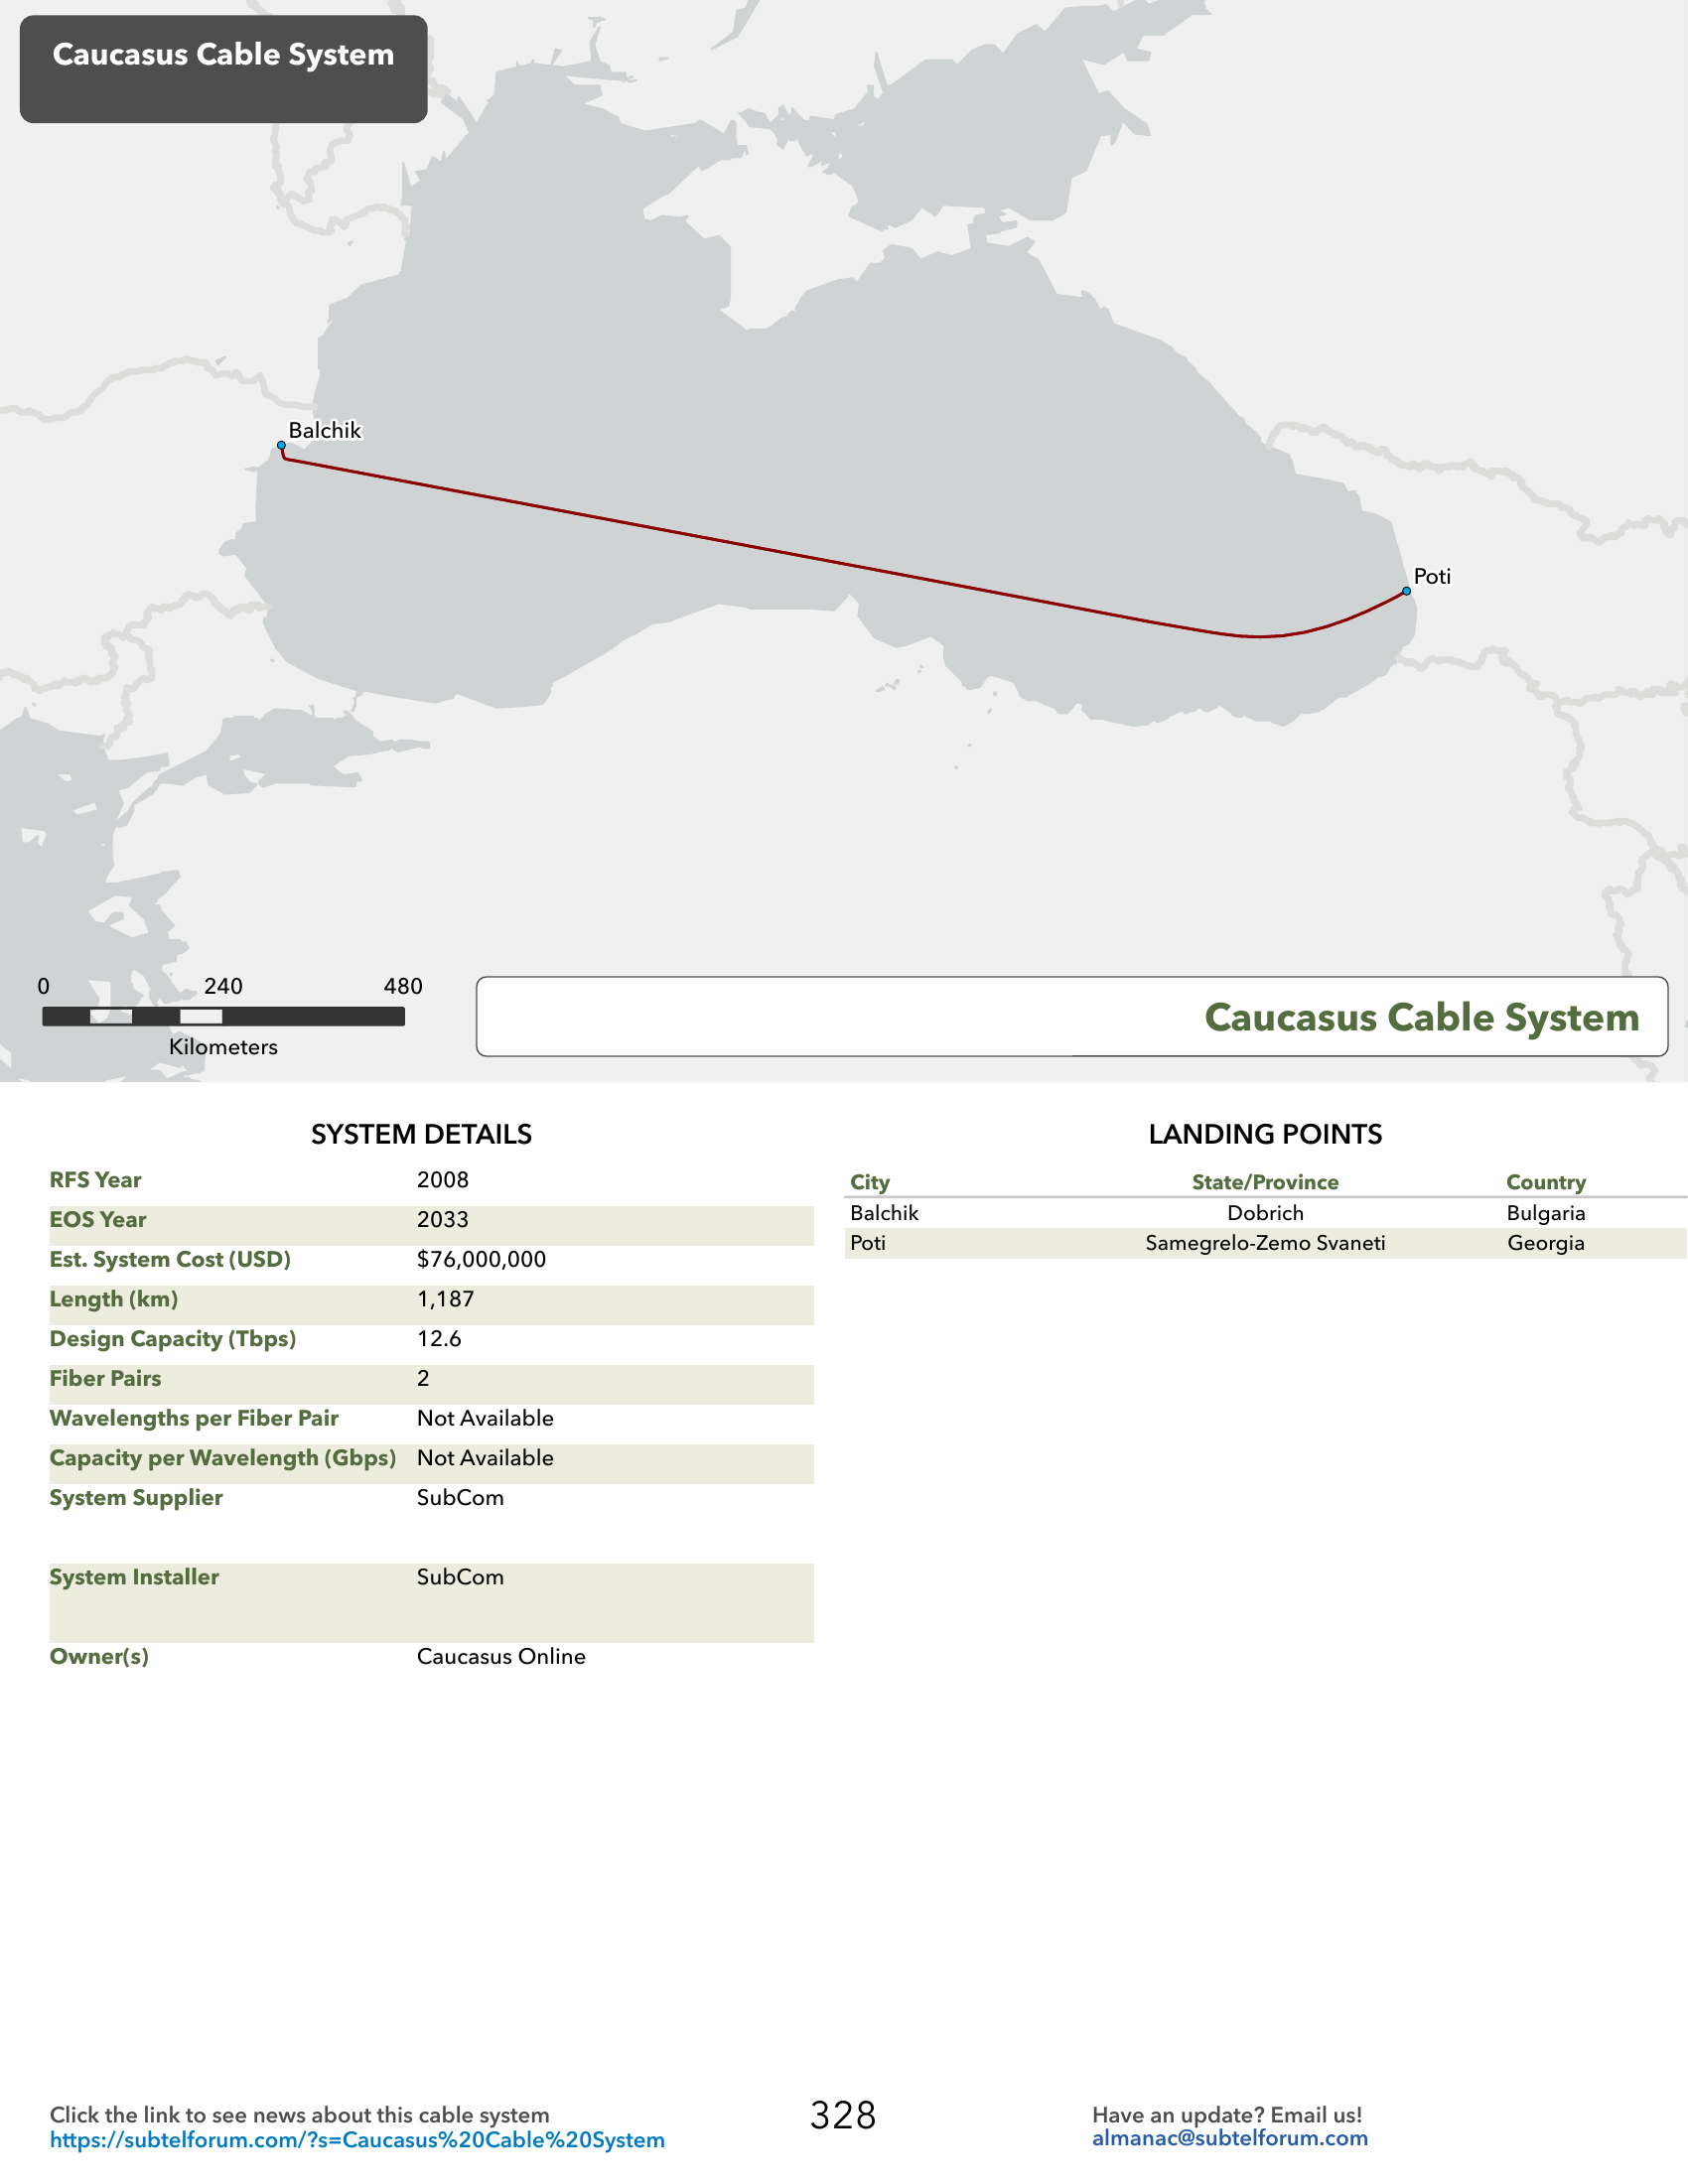 Caucasus Cable System
Balchik
Poti
0 240 480
Kilometers
Caucasus Cable System
SYSTEM DETAILS
RFS Year 2008
EOS Year 2033
Est. System Cost (USD) $76,000,000
Length (km) 1,187
Design Capacity (Tbps) 12.6
Fiber Pairs 2
Wavelengths per Fiber Pair Not Available
Capacity per Wavelength (Gbps) Not Available
System Supplier SubCom
System Installer SubCom
Owner(s) Caucasus Online
LANDING POINTS
City State/Province Country
Balchik Dobrich Bulgaria
Poti Samegrelo-Zemo Svaneti Georgia
Click the link to see news about this cable system
https://subtelforum.com/?s=Caucasus%20Cable%20System
328
Have an update? Email us!
almanac@subtelforum.com